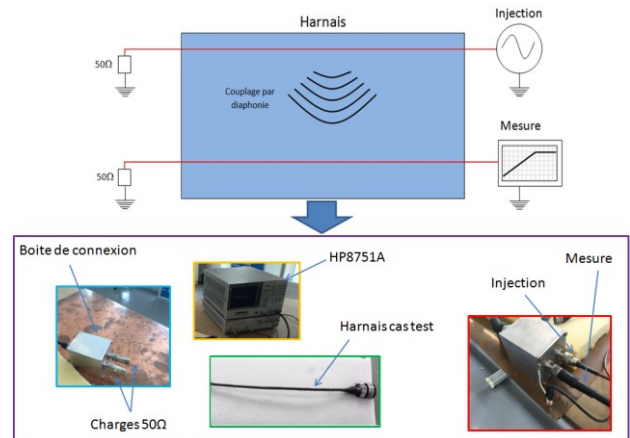 Harnais
Injection
50Ω
Couplage par
diaphonie
Mesure
50Ω
Boite de connexion
HP8751A
Mesure
Injection
Harnais cas test
Charges 50Ω